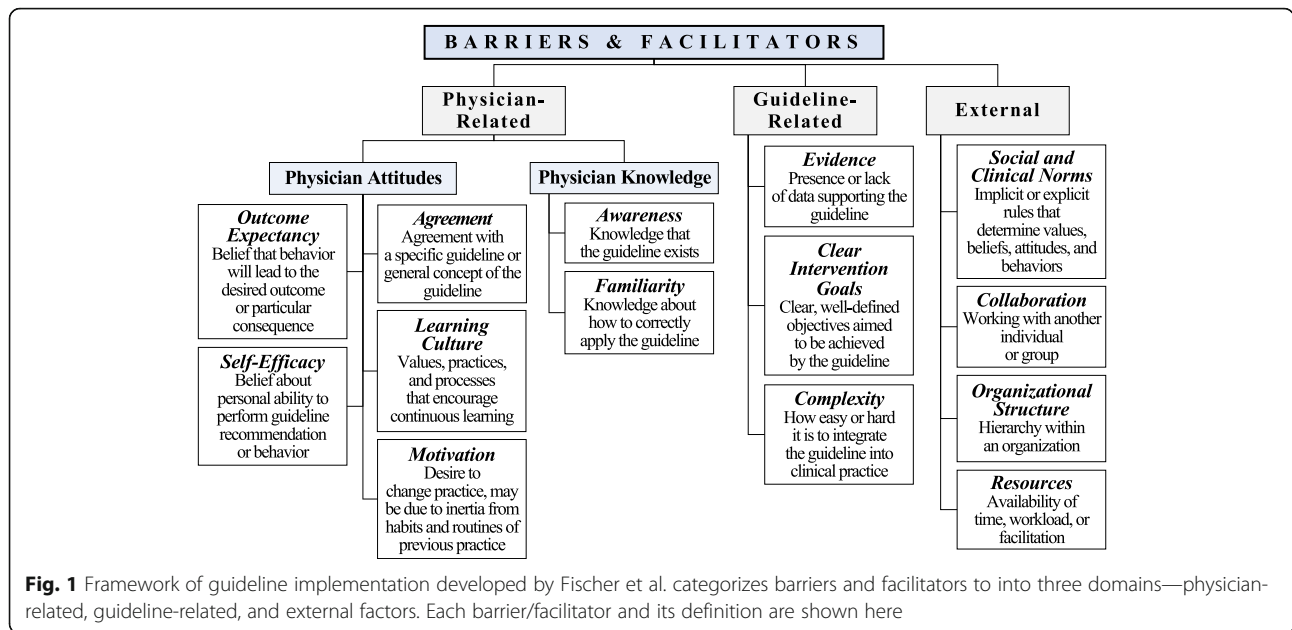 BARRIERS & FACILITATORS
Physician-
Related
Physician Attitudes
Outcome
Expectancy
Belief that behavior
will lead to the
desired outcome
or particular
consequence
Self-Efficacy
Belief about
personal ability to
perform guideline
recommendation
or behavior
Agreement
Agreement with
a specific guideline or
general concept of the
guideline
Learning
Culture
Values, practices,
and processes
that encourage
continuous learning
Motivation
Desire to
change practice, may
be due to inertia from
habits and routines of
previous practice
Physician Knowledge
Awareness
Knowledge that
the guideline exists
Familiarity
Knowledge about
how to correctly
apply the guideline
Guideline-
Related
Evidence
Presence or lack
of data supporting the
guideline
Clear
Intervention
Goals
Clear, well-defined
objectives aimed
to be achieved
by the guideline
Complexity
How easy or hard
it is to integrate
the guideline into
clinical practice
External
Social and
Clinical Norms
Implicit or explicit
rules that
determine values,
beliefs, attitudes, and
behaviors
Collaboration
Working with another
individual
or group
Organizational
Structure
Hierarchy within
an organization
Resources
Availability of
time, workload, or
facilitation
Fig. 1 Framework of guideline implementation developed by Fischer et al. categorizes barriers and facilitators to into three domains—physician-
related, guideline-related, and external factors. Each barrier/facilitator and its definition are shown here